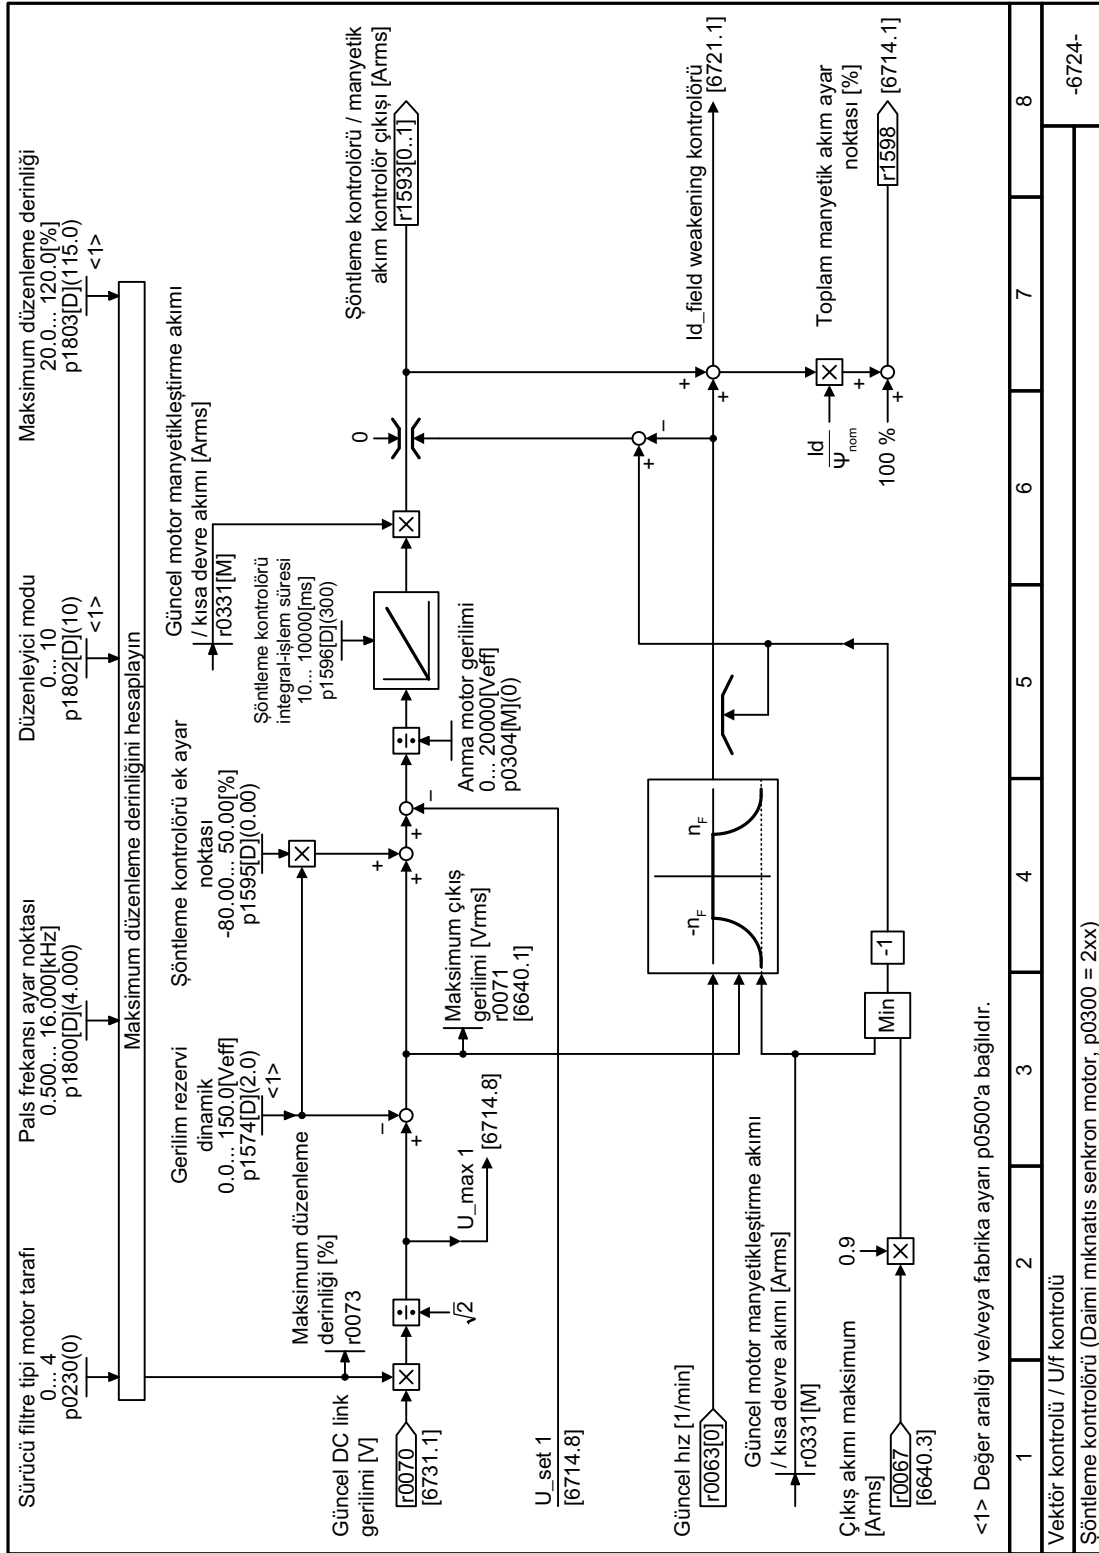 Sürücü filtre tipi motor tarafı
0... 4
p0230(0)
Pals frekansı ayar noktası
0.500... 16.000[kHz]
p1800[D](4.000)
Düzenleyici modu
0... 10
p1802[D](10)
<1>
Maksimum düzenleme derinliği
20.0... 120.0[%]
p1803[D](115.0)
<1>
Maksimum düzenleme derinliğini hesaplayın
Gerilim rezervi
dinamik
0.0... 150.0[Veff]
p1574[D](2.0)
<1>
Şöntleme kontrolörü ek ayar
noktası
-80.00... 50.00[%]
p1595[D](0.00)
Güncel motor manyetikleştirme akımı
/ kısa devre akımı [Arms]
r0331[M]
Maksimum düzenleme
derinliği [%]
r0073
Şöntleme kontrolörü
integral-işlem süresi
10... 10000[ms]
p1596[D](300)
0
Şöntleme kontrolörü / manyetik
akım kontrolör çıkışı [Arms]
r1593[0..1]
Güncel DC link
gerilimi [V]
r0070
[6731.1]
√2
U_max 1
[6714.8]
Maksimum çıkış
gerilimi [Vrms]
r0071
[6640.1]
Anma motor gerilimi
0... 20000[Veff]
p0304[M](0)
U_set 1
[6714.8]
Güncel hız [1/min]
r0063[0]
-n_F
n_F
Id_field weakening kontrolörü
[6721.1]
Güncel motor manyetikleştirme akımı
/ kısa devre akımı [Arms]
r0331[M]
Id
Ψnom
100 %
Toplam manyetik akım ayar
noktası [%]
r1598
[6714.1]
Çıkış akımı maksimum
[Arms]
r0067
[6640.3]
0.9
Min
-1
<1> Değer aralığı ve/veya fabrika ayarı p0500'a bağlıdır.
1 2 3 4 5 6 7 8
Vektör kontrolü / U/f kontrolü
-6724-
Şöntleme kontrolörü (Daimi mıknatıs senkron motor, p0300 = 2xx)